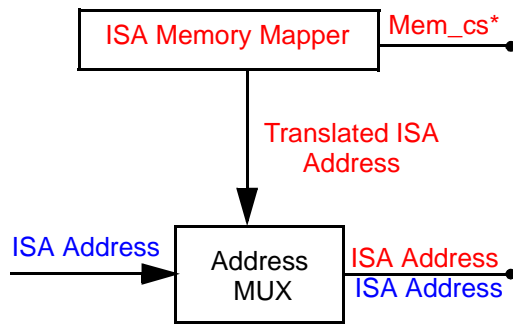 ISA Memory Mapper
Mem_cs*
Translated ISA
Address
ISA Address
Address
MUX
ISA Address
ISA Address